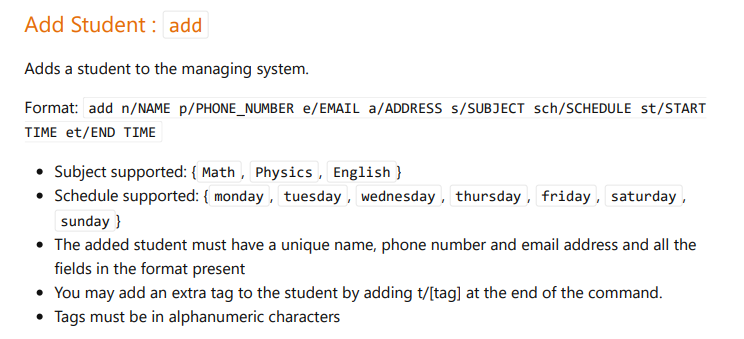 Add Student : add
Adds a student to the managing system.
Format: add n/NAME p/PHONE_NUMBER e/EMAIL a/ADDRESS s/SUBJECT sch/SCHEDULE st/START
TIME et/END TIME
• Subject supported: { Math , Physics , English }
• Schedule supported: { monday , tuesday , wednesday , thursday , friday , saturday ,
sunday }
• The added student must have a unique name, phone number and email address and all the
fields in the format present
• You may add an extra tag to the student by adding t/[tag] at the end of the command.
• Tags must be in alphanumeric characters